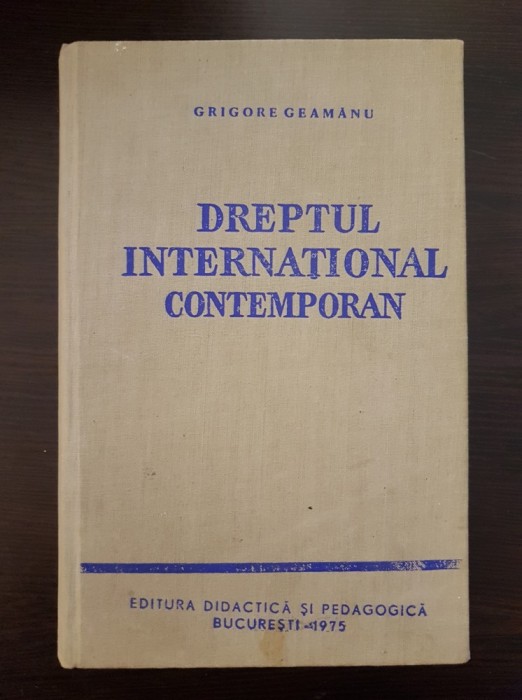 GRIGORE GEAMĂNU
DREPTUL
INTERNAȚIONAL
CONTEMPORAN
EDITURA DIDACTICĂ ȘI PEDAGOGICĂ
BUCUREȘTI-1975